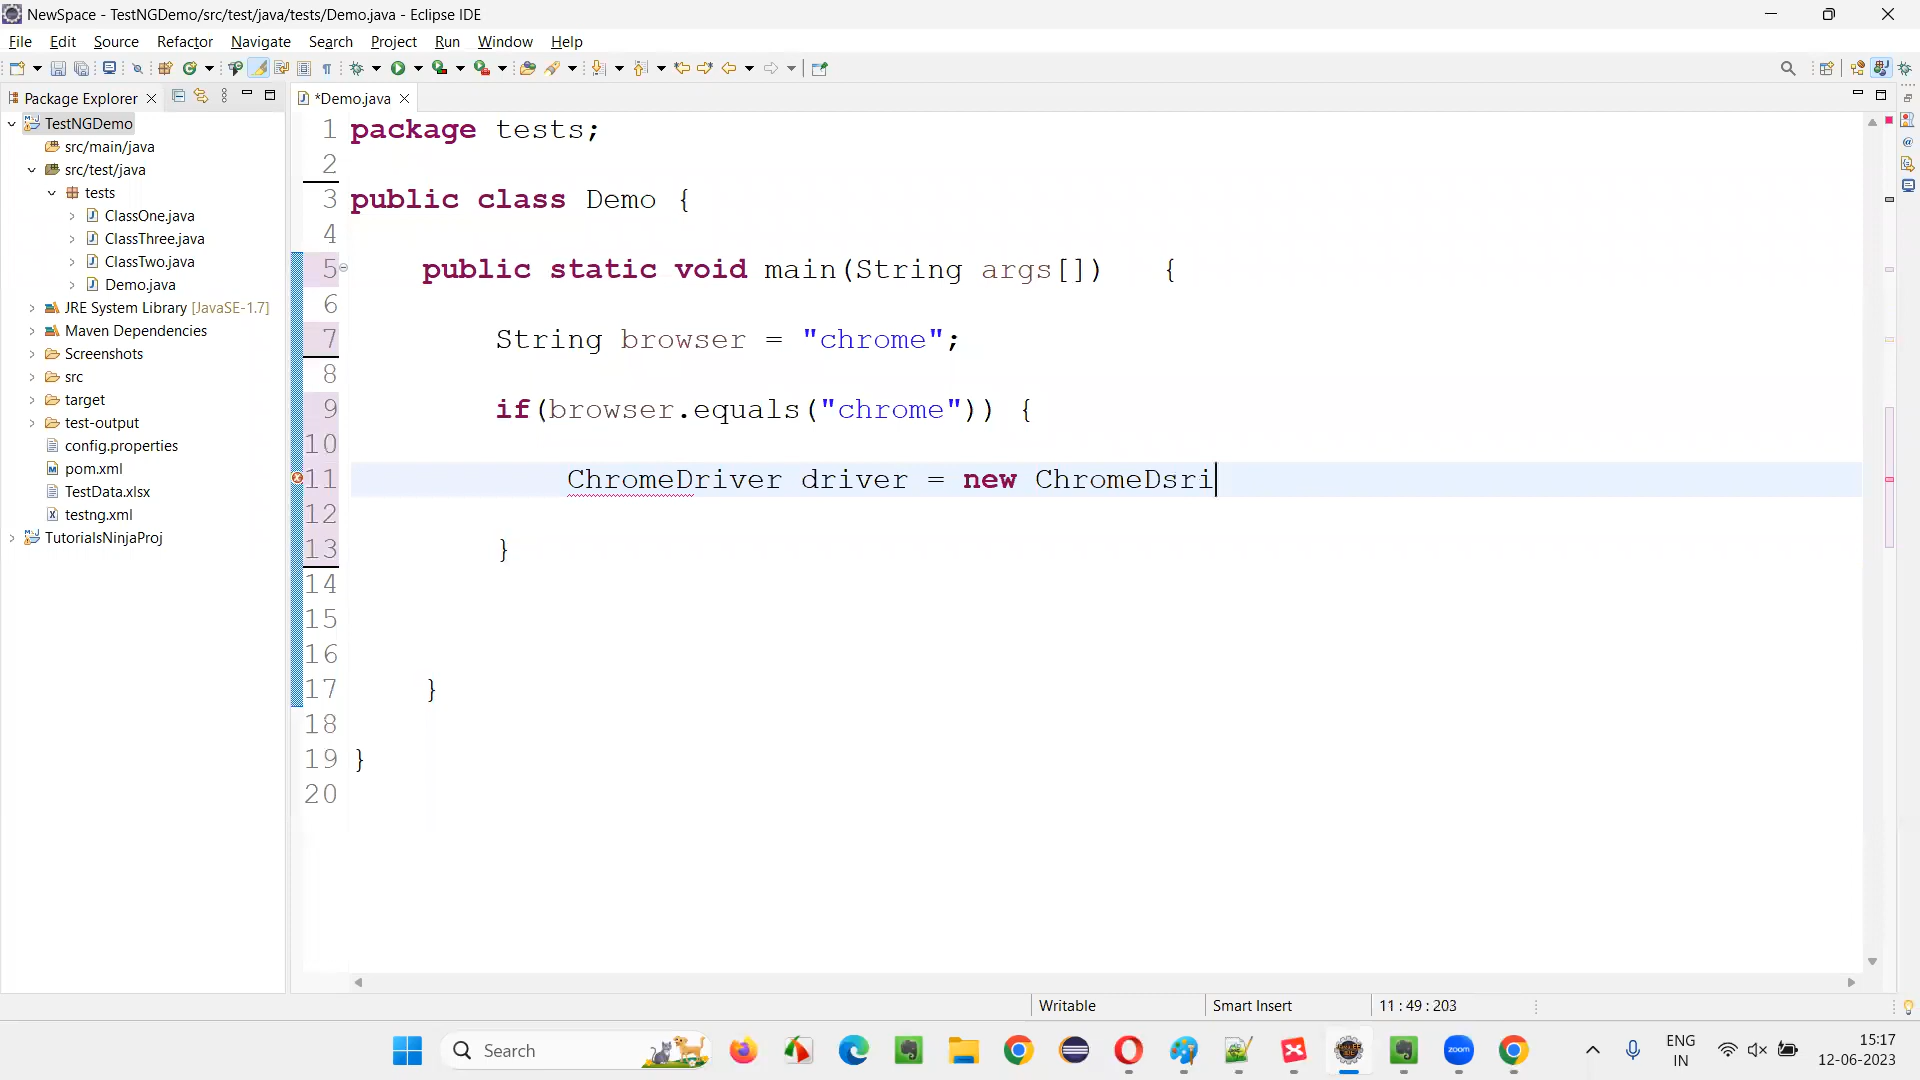 NewSpace - TestNGDemo/src/test/java/tests/Demo.java - Eclipse IDE
File Edit Source Refactor Navigate Search Project Run Window Help
Package Explorer
*Demo.java
TestNGDemo
src/main/java
src/test/java
tests
ClassOne.java
ClassThree.java
ClassTwo.java
Demo.java
JRE System Library [JavaSE-1.7]
Maven Dependencies
Screenshots
src
target
test-output
config.properties
pom.xml
TestData.xlsx
testng.xml
TutorialsNinjaProj
1 package tests;
2
3 public class Demo {
4
5 public static void main(String args[]) {
6
7 String browser = "chrome";
8
9 if(browser.equals("chrome")) {
10
11 ChromeDriver driver = new ChromeDsri
12
13 }
14
15
16
17 }
18
19 }
20
Writable Smart Insert 11 : 49 : 203
Search
zoom
ENG
IN
15:17
12-06-2023